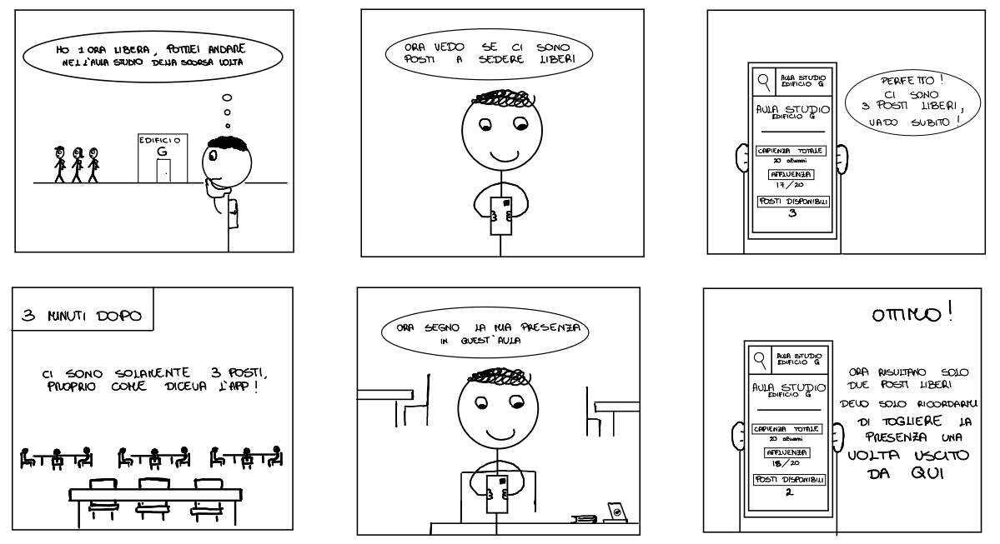 HO 1 ORA LIBERA, POTREI ANDARE
NELL'AULA STUDIO DELLA SCORSA VOLTA
EDIFICIO
G
ORA VEDO SE CI SONO
POSTI A SEDERE LIBERI
AULA STUDIO
EDIFICIO G
AULA STUDIO
EDIFICIO G
CAPIENZA TOTALE
20 alunni
AFFLUENZA
17/20
POSTI DISPONIBILI
3
PERFETTO!
CI SONO
3 POSTI LIBERI,
VADO SUBITO!
3 MINUTI DOPO
CI SONO SOLAMENTE 3 POSTI,
PROPRIO COME DICEVA L'APP!
ORA SEGNO LA MIA PRESENZA
IN QUEST'AULA
OTTIMO!
AULA STUDIO
EDIFICIO G
AULA STUDIO
EDIFICIO G
CAPIENZA TOTALE
20 alunni
AFFLUENZA
18/20
POSTI DISPONIBILI
2
ORA RISULTANO SOLO
DUE POSTI LIBERI
DEVO SOLO RICORDARMI
DI TOGLIERE LA
PRESENZA UNA
VOLTA USCITO
DA QUI